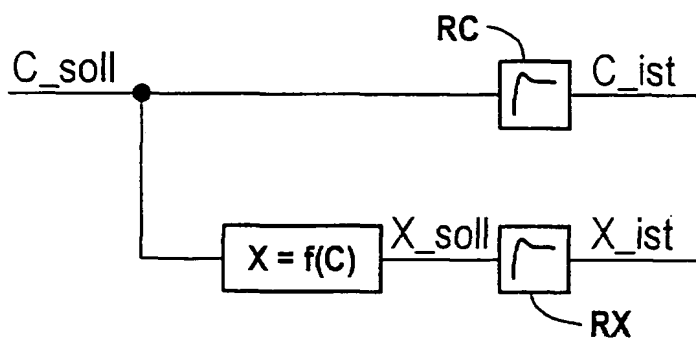 RC
C_soll
C_ist
X = f(C)
X_soll
X_ist
RX